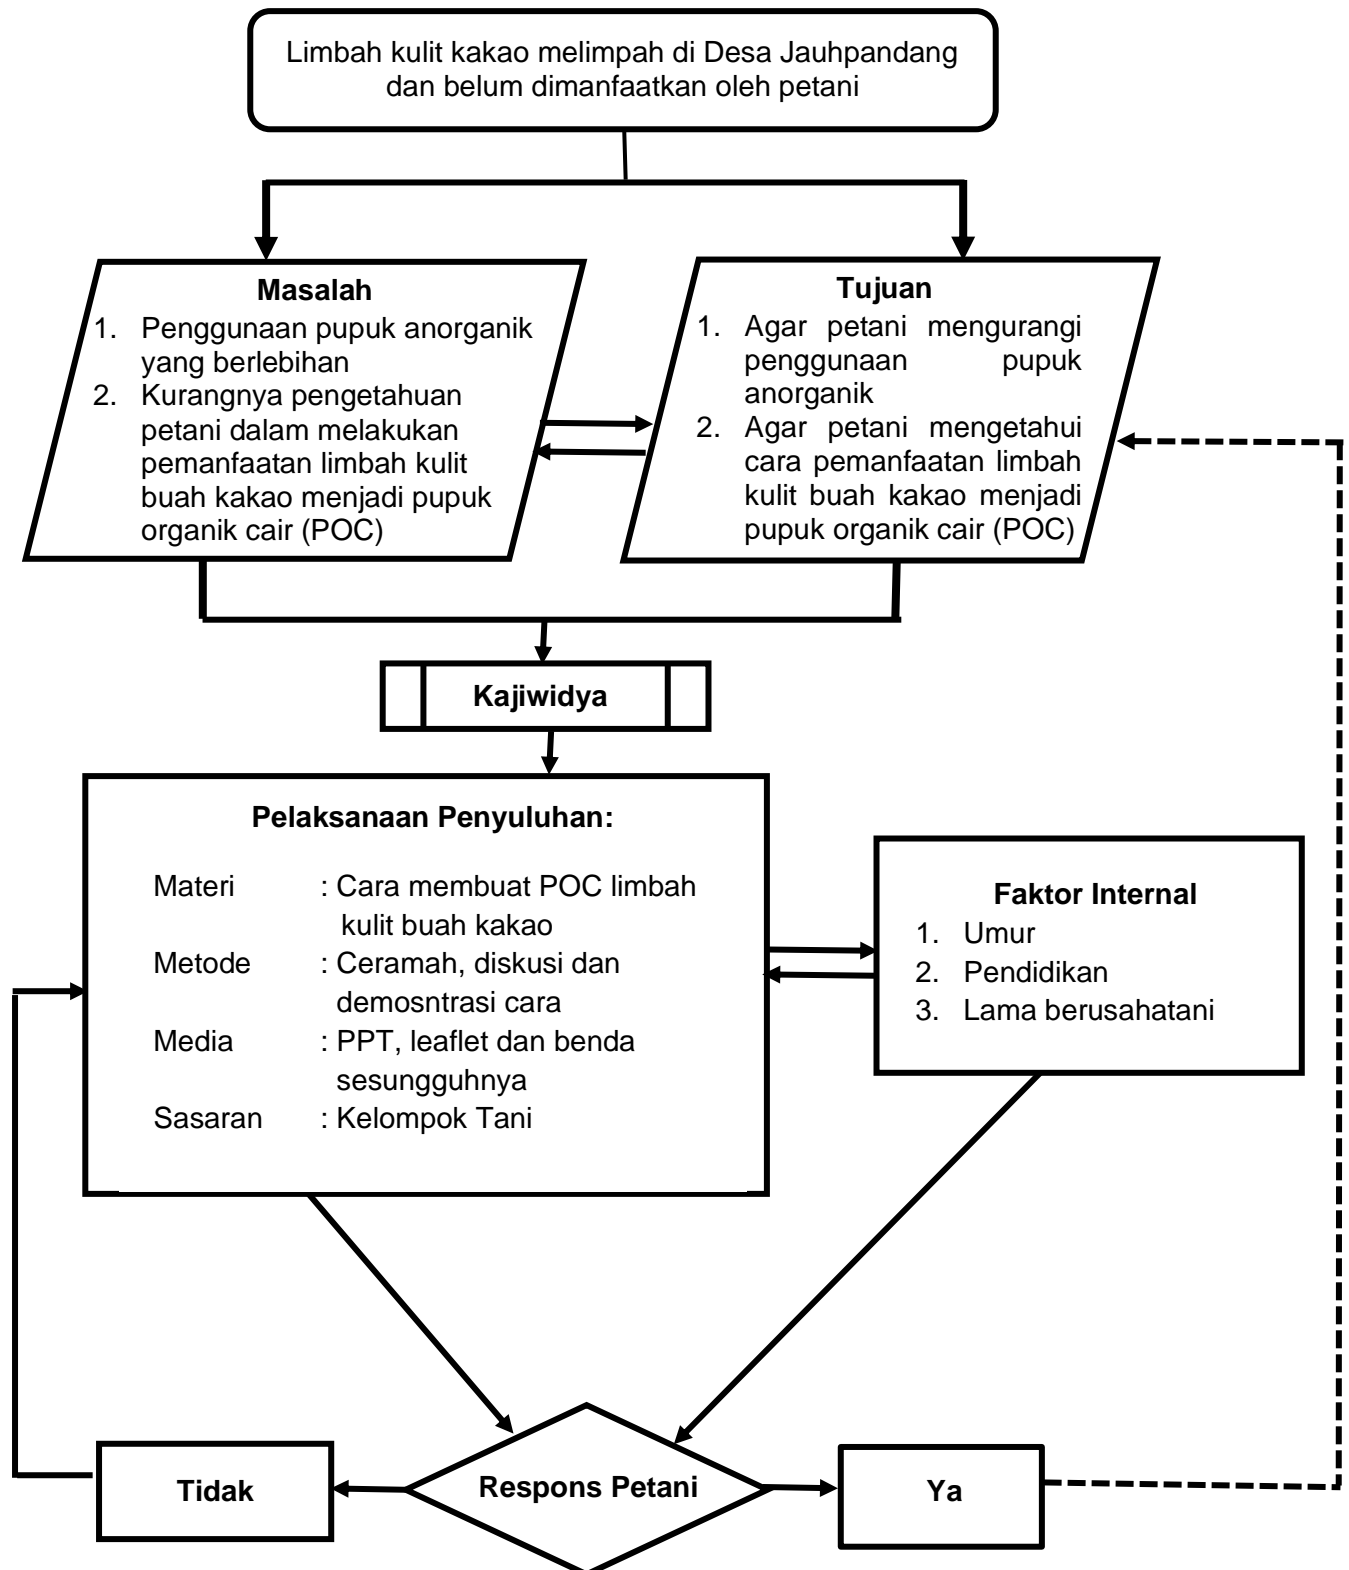 Limbah kulit kakao melimpah di Desa Jauhpandang
dan belum dimanfaatkan oleh petani
Masalah
1. Penggunaan pupuk anorganik
yang berlebihan
2. Kurangnya pengetahuan
petani dalam melakukan
pemanfaatan limbah kulit
buah kakao menjadi pupuk
organik cair (POC)
Tujuan
1. Agar petani mengurangi
penggunaan pupuk
anorganik
2. Agar petani mengetahui
cara pemanfaatan limbah
kulit buah kakao menjadi
pupuk organik cair (POC)
Kajiwidya
Pelaksanaan Penyuluhan:
Materi : Cara membuat POC limbah
kulit buah kakao
Metode : Ceramah, diskusi dan
demosntrasi cara
Media : PPT, leaflet dan benda
sesungguhnya
Sasaran : Kelompok Tani
Faktor Internal
1. Umur
2. Pendidikan
3. Lama berusahatani
Tidak
Respons Petani
Ya